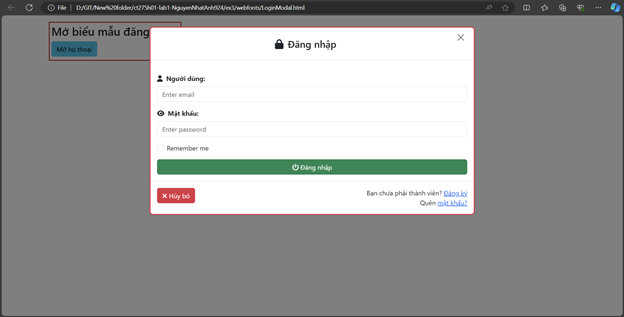 File D:/GIT/New%20folder/ct275h01-lab1-NguyenNhatAnh924/ex3/webfonts/LoginModal.html
Mở biểu mẫu đăng
Mở hộ thoại
Đăng nhập
Người dùng:
Enter email
Mật khẩu:
Enter password
Remember me
Đăng nhập
Hủy bỏ
Bạn chưa phải thành viên? Đăng ký
Quên mật khẩu?